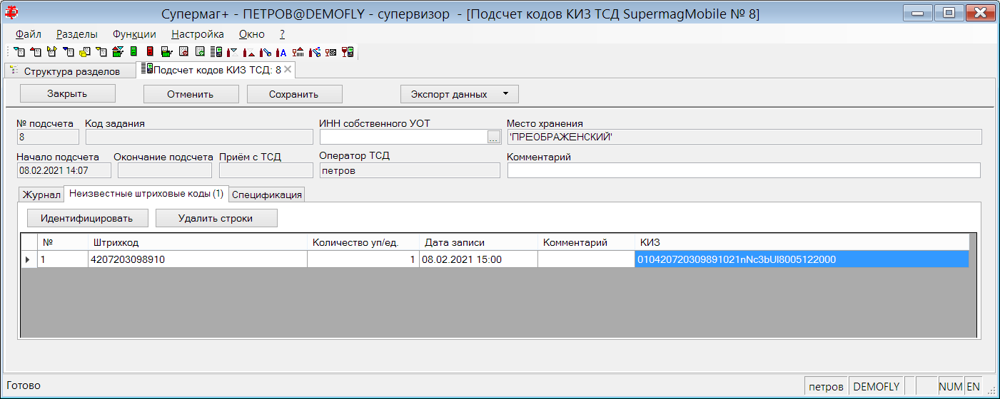 Супермаг+ - ПЕТРОВ@DEMOFLY - супервизор - [Подсчет кодов КИЗ ТСД SupermagMobile № 8]
Файл Разделы Функции Настройка Окно ?
Структура разделов Подсчет кодов КИЗ ТСД: 8
Закрыть Отменить Сохранить Экспорт данных
№ подсчета Код задания ИНН собственного УОТ Место хранения
8 ... 'ПРЕОБРАЖЕНСКИЙ'
Начало подсчета Окончание подсчета Приём с ТСД Оператор ТСД Комментарий
08.02.2021 14:07 петров
Журнал Неизвестные штриховые коды (1) Спецификация
Идентифицировать Удалить строки
№ Штрихкод Количество уп/ед. Дата записи Комментарий КИЗ
1 4207203098910 1 08.02.2021 15:00 010420720309891021nNc3bUl8005122000
Готово петров DEMOFLY NUM EN